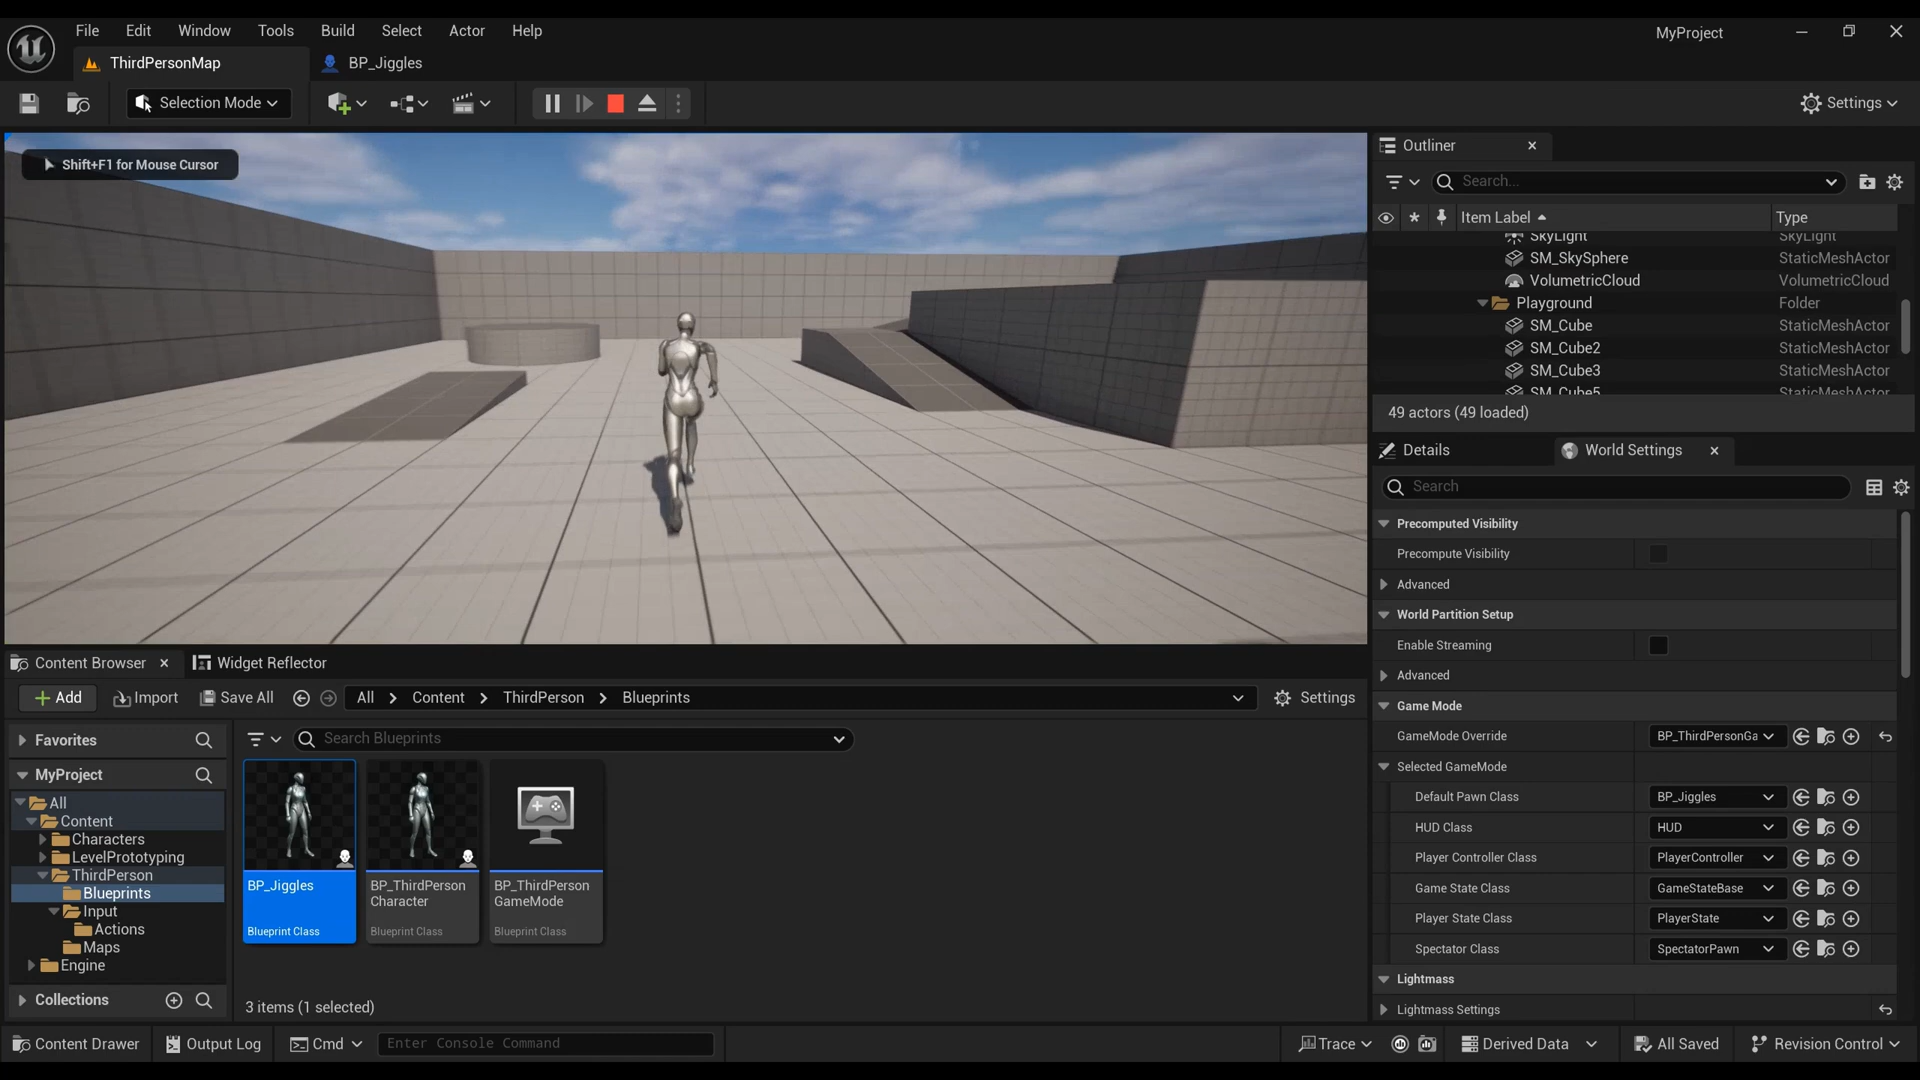 File Edit Window Tools Build Select Actor Help MyProject
ThirdPersonMap BP_Jiggles
Selection Mode Settings
Shift+F1 for Mouse Cursor
Outliner
Search...
Item Label Type
SkyLight SkyLight
SM_SkySphere StaticMeshActor
VolumetricCloud VolumetricCloud
Playground Folder
SM_Cube StaticMeshActor
SM_Cube2 StaticMeshActor
SM_Cube3 StaticMeshActor
SM_Cube5 StaticMeshActor
49 actors (49 loaded)
Details World Settings
Search
Precomputed Visibility
Precompute Visibility
Advanced
World Partition Setup
Enable Streaming
Advanced
Game Mode
GameMode Override BP_ThirdPersonGa
Selected GameMode
Default Pawn Class BP_Jiggles
HUD Class HUD
Player Controller Class PlayerController
Game State Class GameStateBase
Player State Class PlayerState
Spectator Class SpectatorPawn
Lightmass
Lightmass Settings
Content Browser Widget Reflector
Add Import Save All All Content ThirdPerson Blueprints Settings
Favorites
Search Blueprints
MyProject
All
Content
Characters
LevelPrototyping
ThirdPerson
Blueprints
Input
Actions
Maps
Engine
Collections
BP_Jiggles
Blueprint Class
BP_ThirdPerson
Character
Blueprint Class
BP_ThirdPerson
GameMode
Blueprint Class
3 items (1 selected)
Content Drawer Output Log Cmd Enter Console Command Trace Derived Data All Saved Revision Control